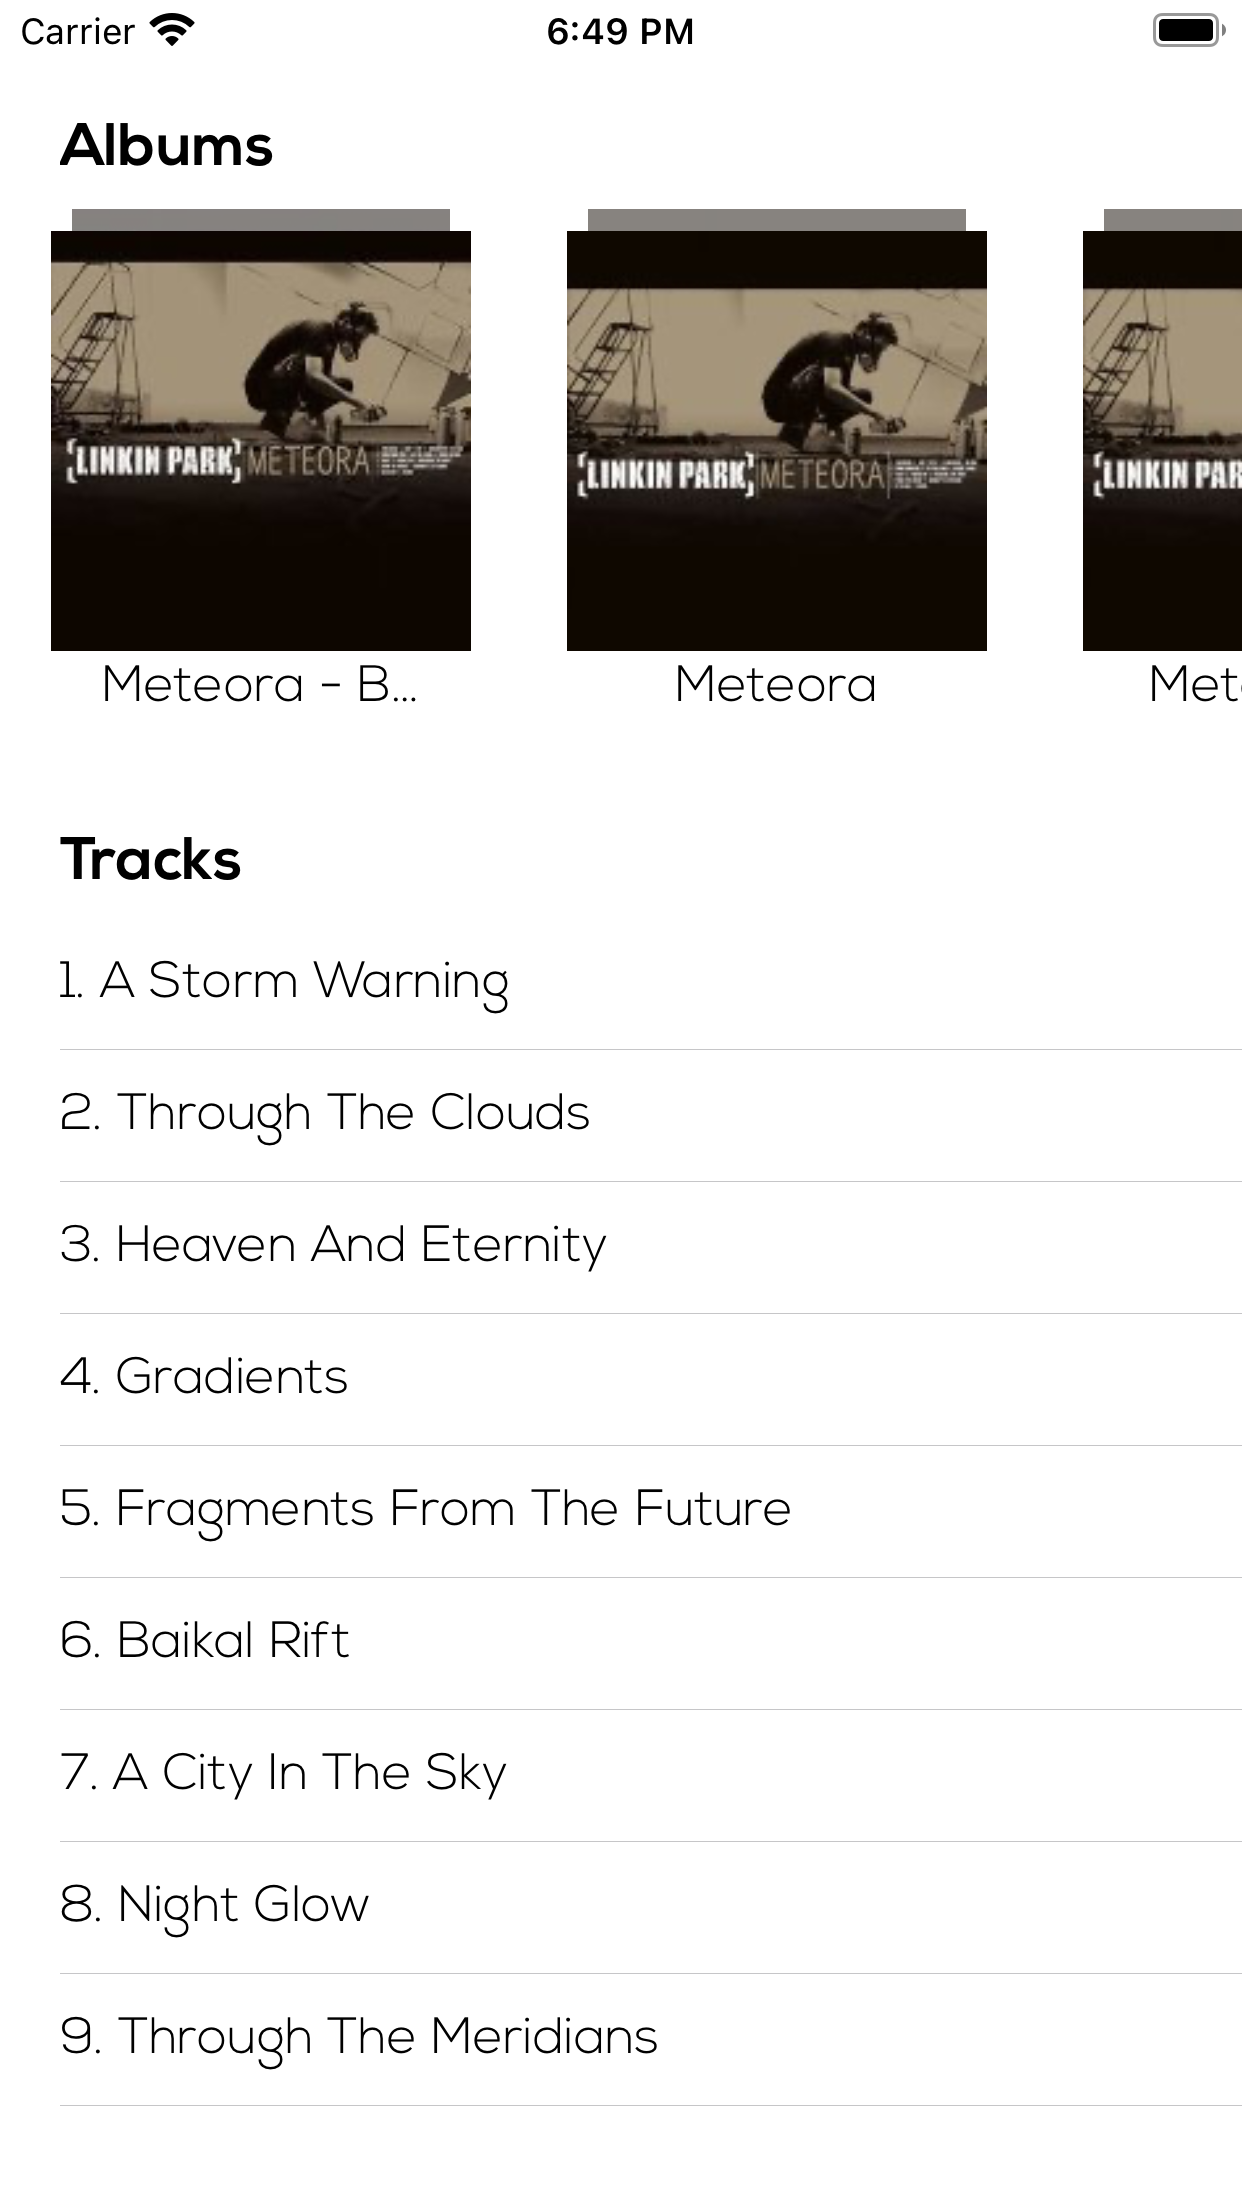 Carrier 6:49 PM
Albums
[LINKIN PARK] METEORA
[LINKIN PARK] METEORA
[LINKIN PAR
Meteora - B... Meteora Met
Tracks
1. A Storm Warning
2. Through The Clouds
3. Heaven And Eternity
4. Gradients
5. Fragments From The Future
6. Baikal Rift
7. A City In The Sky
8. Night Glow
9. Through The Meridians